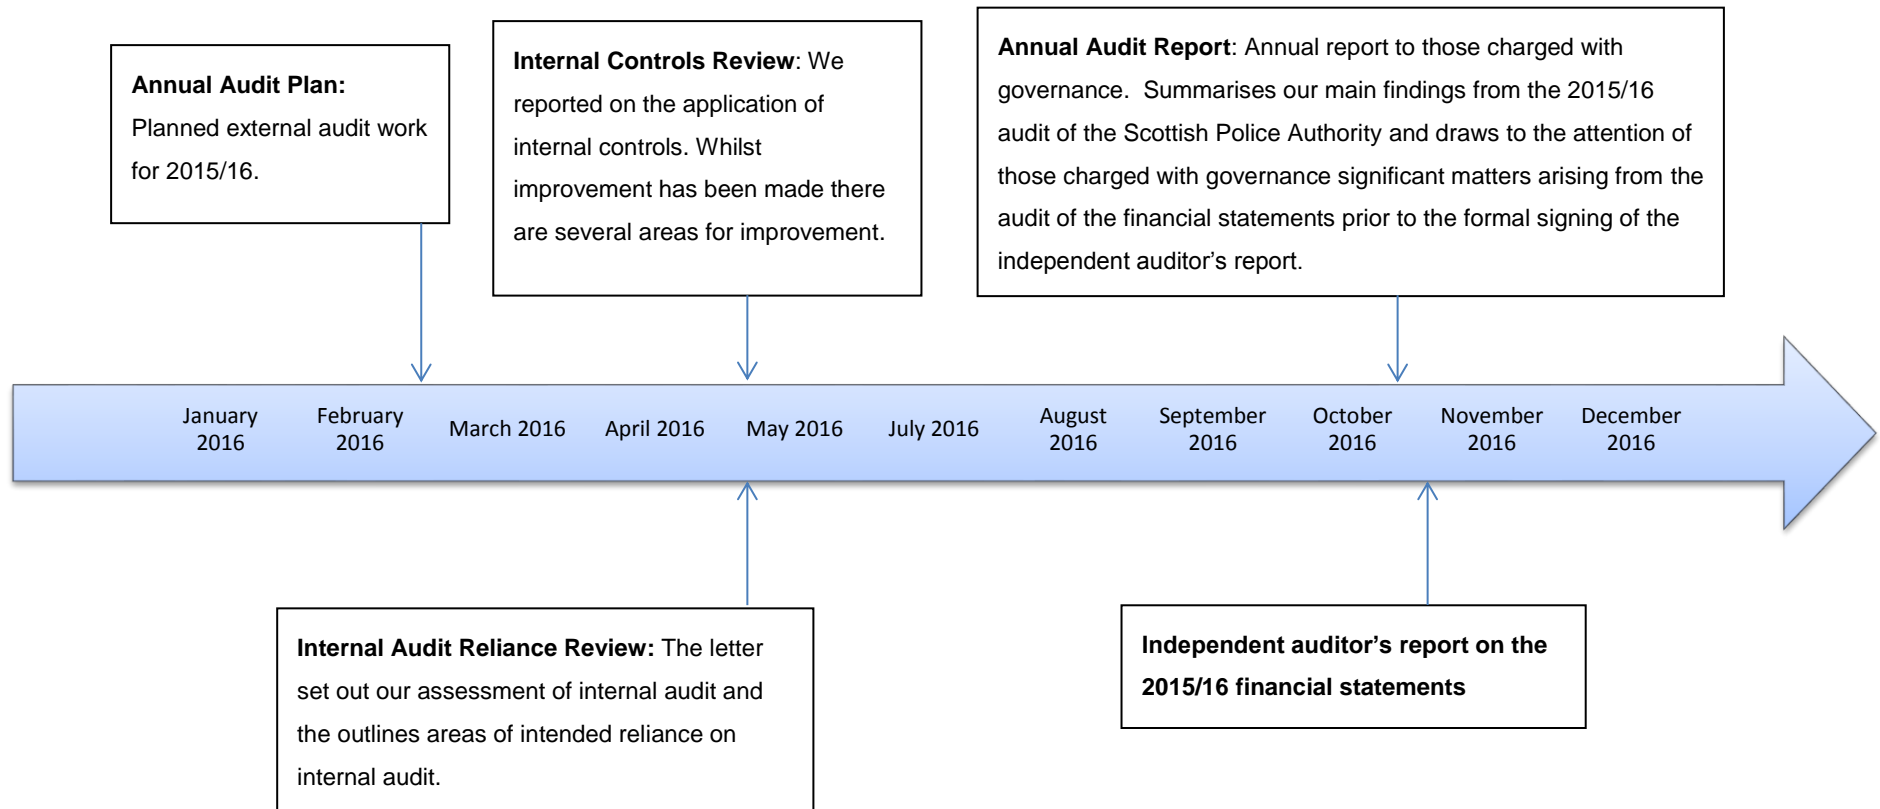 Annual Audit Plan:
Planned external audit work
for 2015/16.
Internal Controls Review: We
reported on the application of
internal controls. Whilst
improvement has been made there
are several areas for improvement.
Annual Audit Report: Annual report to those charged with
governance. Summarises our main findings from the 2015/16
audit of the Scottish Police Authority and draws to the attention of
those charged with governance significant matters arising from the
audit of the financial statements prior to the formal signing of the
independent auditor’s report.
January
2016
February
2016
March 2016
April 2016
May 2016
July 2016
August
2016
September
2016
October
2016
November
2016
December
2016
Internal Audit Reliance Review: The letter
set out our assessment of internal audit and
the outlines areas of intended reliance on
internal audit.
Independent auditor’s report on the
2015/16 financial statements